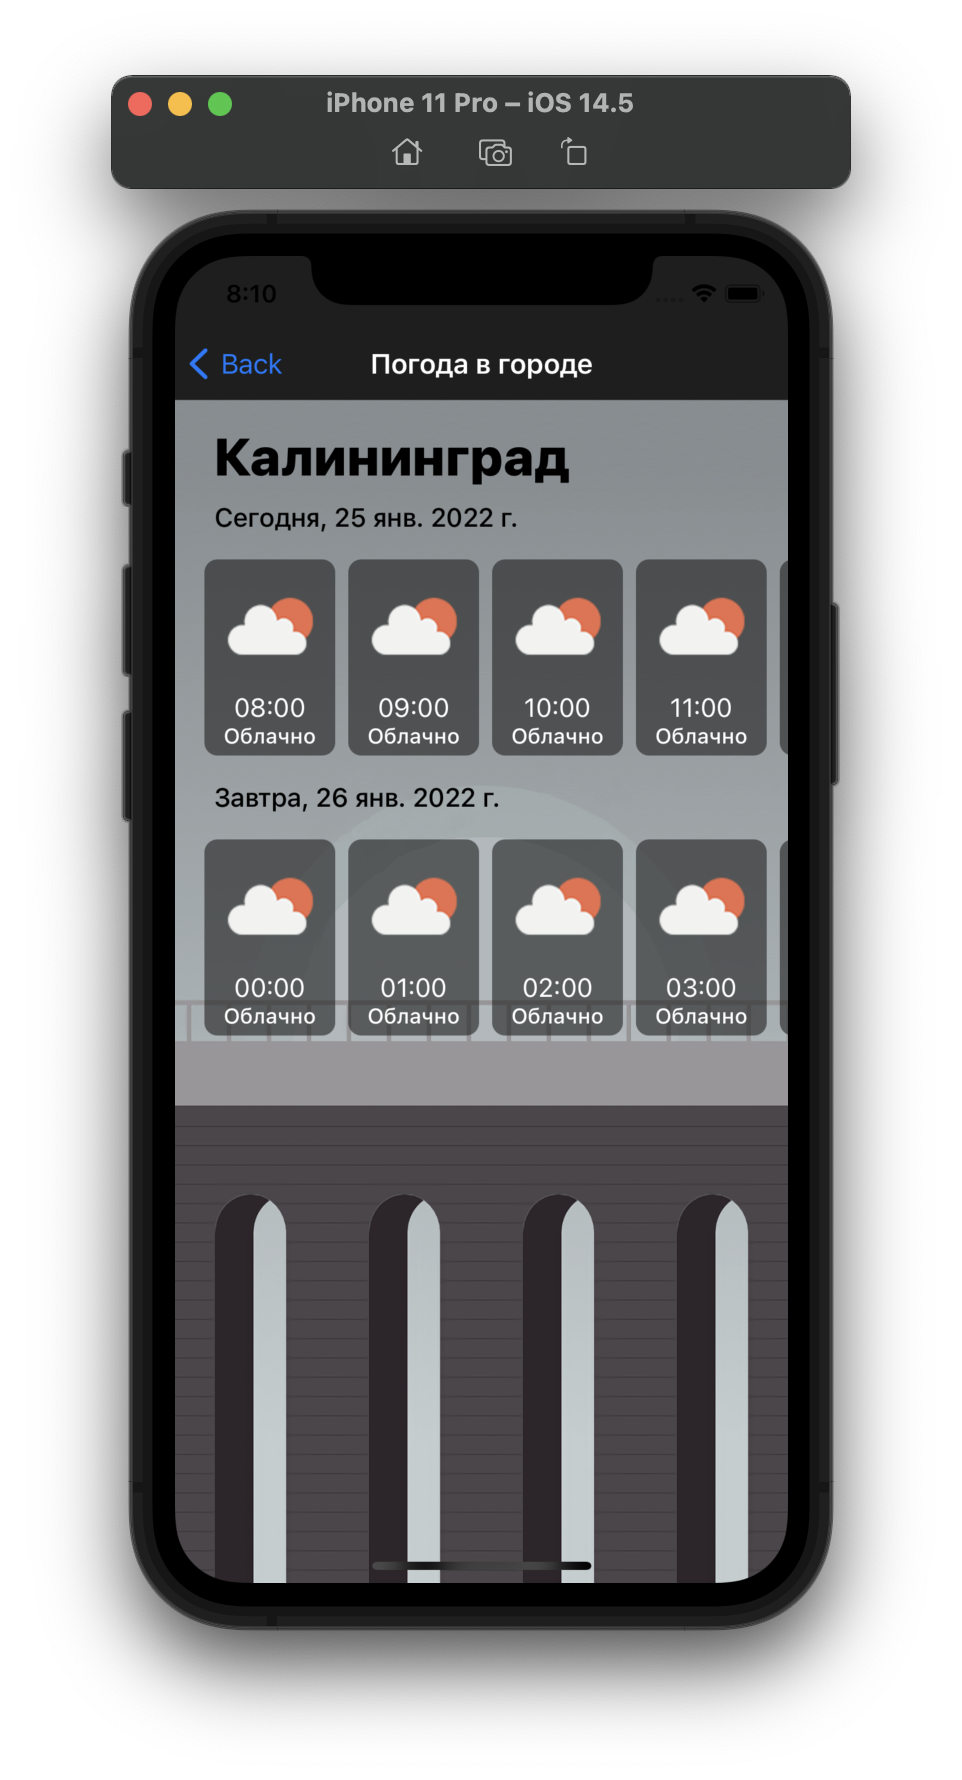 iPhone 11 Pro – iOS 14.5
8:10
Back Погода в городе
Калининград
Сегодня, 25 янв. 2022 г.
08:00 09:00 10:00 11:00
Облачно Облачно Облачно Облачно
Завтра, 26 янв. 2022 г.
00:00 01:00 02:00 03:00
Облачно Облачно Облачно Облачно